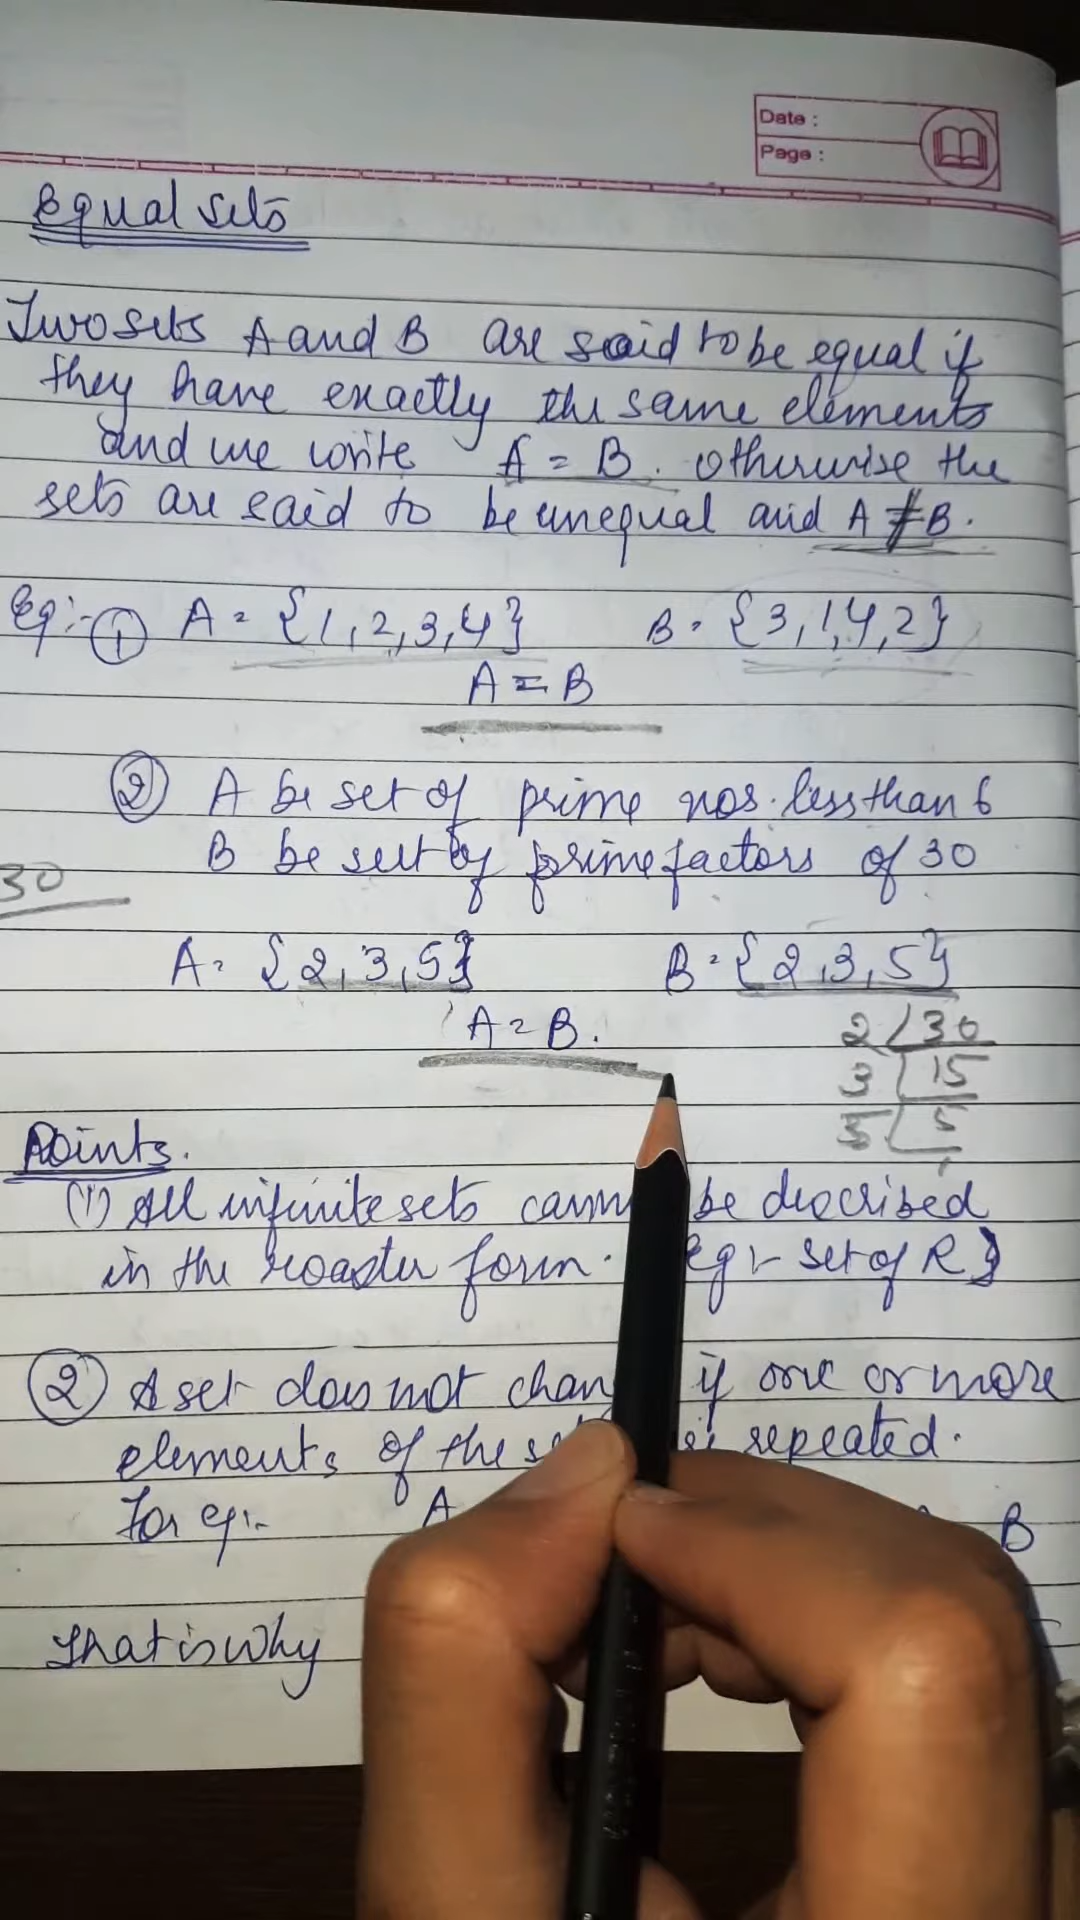 Date :
Page :
Equal sets
Two sets A and B are said to be equal if
they have exactly the same elements
and we write A = B. otherwise the
sets are said to be unequal and A ≠ B.
Eg:- ① A = {1,2,3,4} B = {3,1,4,2}
A = B
② A be set of prime nos. less than 6
B be set of prime factors of 30
30
A = {2,3,5} B = {2,3,5}
A = B.
2 30
3 15
5 5
1
Points.
(1) All infinite sets be described
in the roaster form. Eg:- set of R}
② A set does not if one or more
elements of the repeated.
For eg:- A B
That is why